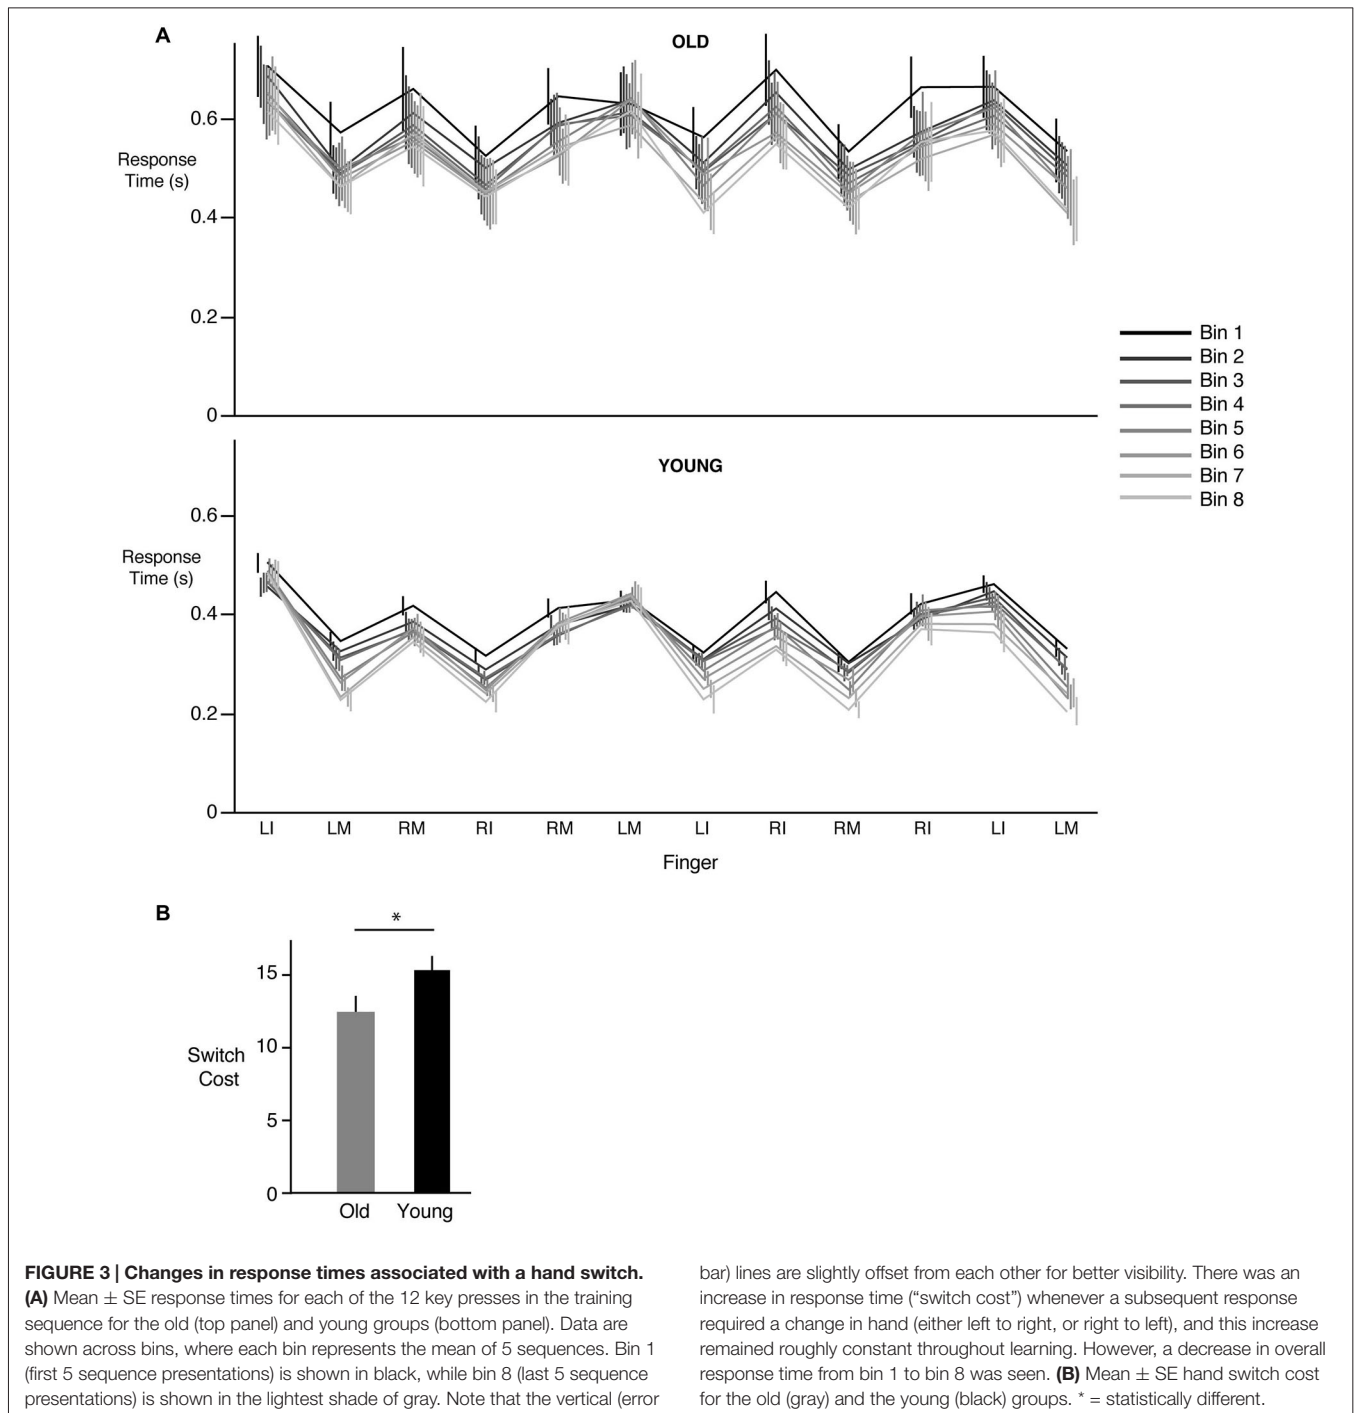 A
OLD
0.6
Response
Time (s)
0.4
0.2
0
Bin 1
Bin 2
Bin 3
Bin 4
Bin 5
Bin 6
Bin 7
Bin 8
YOUNG
0.6
Response
Time (s)
0.4
0.2
0
LI LM RM RI RM LM LI RI RM RI LI LM
Finger
B
*
15
10
Switch
Cost
5
0
Old Young
FIGURE 3 | Changes in response times associated with a hand switch.
(A) Mean ± SE response times for each of the 12 key presses in the training
sequence for the old (top panel) and young groups (bottom panel). Data are
shown across bins, where each bin represents the mean of 5 sequences. Bin 1
(first 5 sequence presentations) is shown in black, while bin 8 (last 5 sequence
presentations) is shown in the lightest shade of gray. Note that the vertical (error
bar) lines are slightly offset from each other for better visibility. There was an
increase in response time (“switch cost”) whenever a subsequent response
required a change in hand (either left to right, or right to left), and this increase
remained roughly constant throughout learning. However, a decrease in overall
response time from bin 1 to bin 8 was seen. (B) Mean ± SE hand switch cost
for the old (gray) and the young (black) groups. * = statistically different.